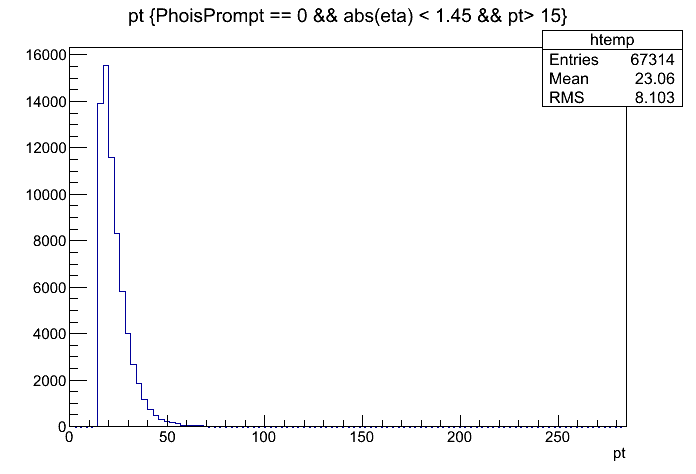 pt {PhoisPrompt == 0 && abs(eta) < 1.45 && pt> 15}
htemp
Entries 67314
Mean 23.06
RMS 8.103
16000
14000
12000
10000
8000
6000
4000
2000
0
0 50 100 150 200 250
pt